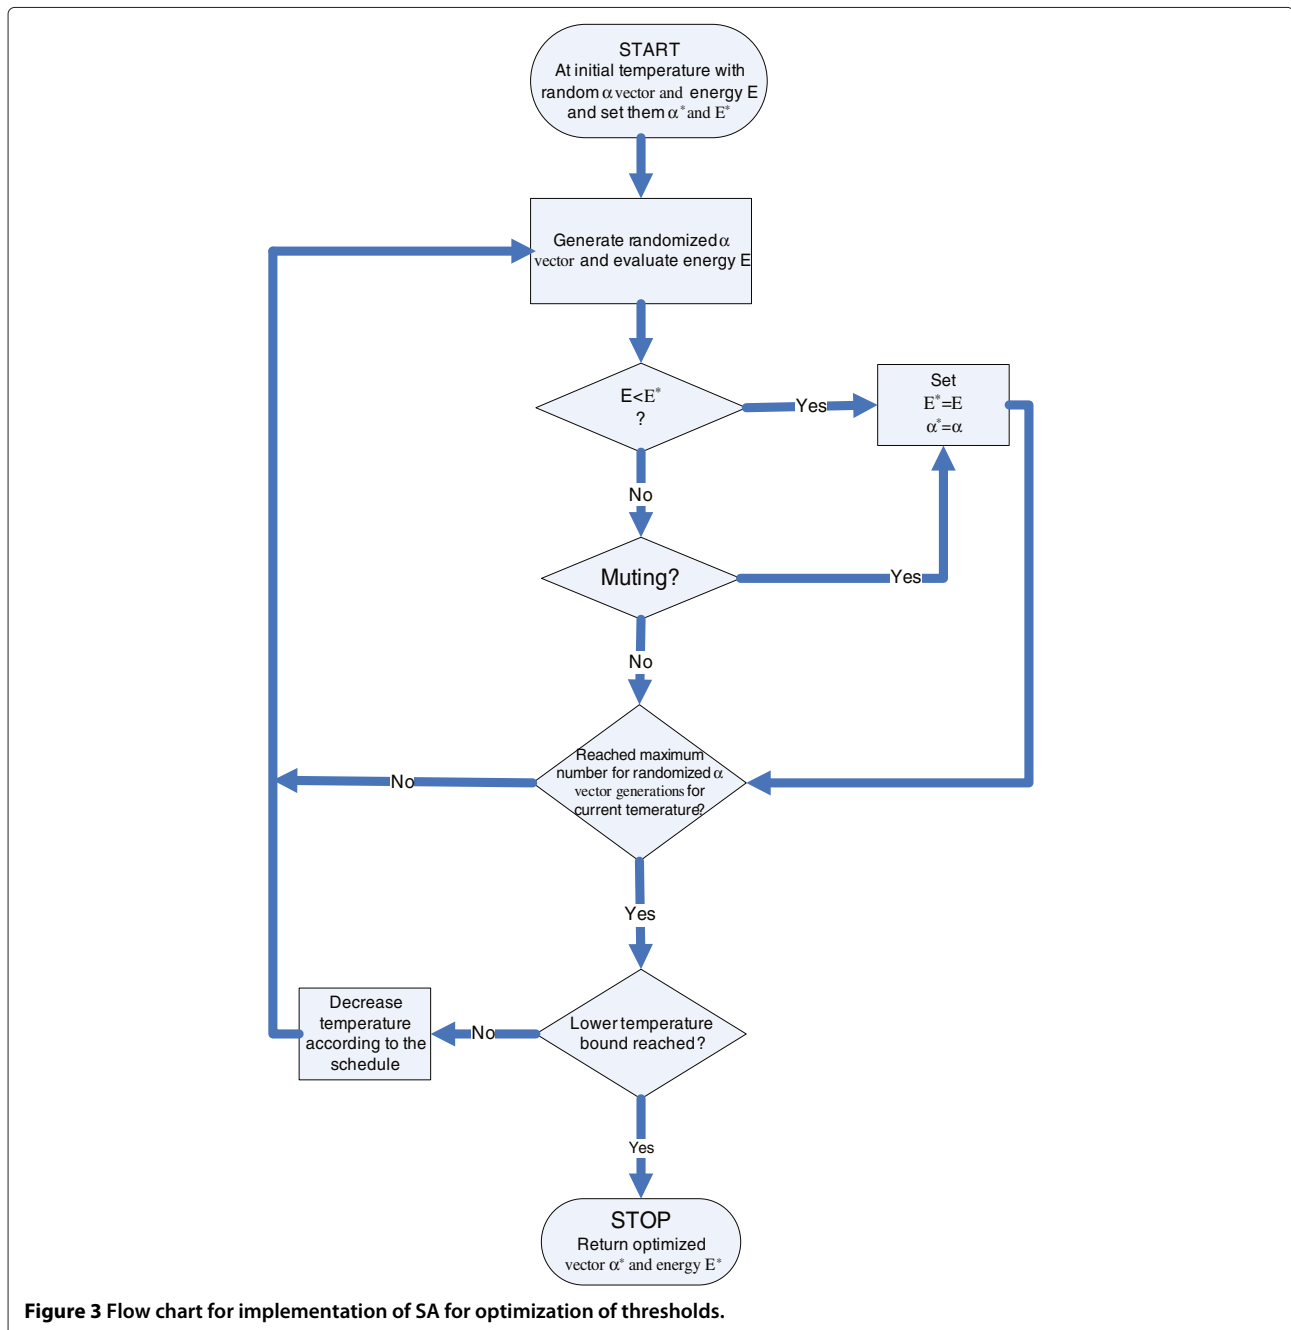 START
At initial temperature with
random α vector and energy E
and set them α* and E*
Generate randomized α
vector and evaluate energy E
E<E*
?
Yes
Set
E*=E
α*=α
No
Muting?
Yes
No
Reached maximum
number for randomized α
vector generations for
current temerature?
No
Yes
Lower temperature
bound reached?
No
Decrease
temperature
according to the
schedule
Yes
STOP
Return optimized
vector α* and energy E*
Figure 3 Flow chart for implementation of SA for optimization of thresholds.